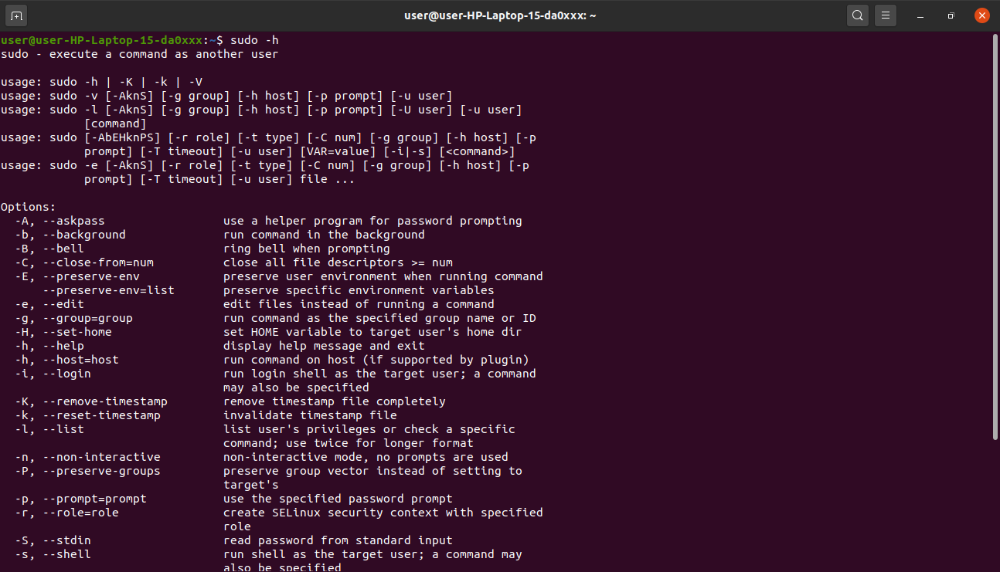 user@user-HP-Laptop-15-da0xxx: ~
user@user-HP-Laptop-15-da0xxx:~$ sudo -h
sudo - execute a command as another user

usage: sudo -h | -K | -k | -V
usage: sudo -v [-AknS] [-g group] [-h host] [-p prompt] [-u user]
usage: sudo -l [-AknS] [-g group] [-h host] [-p prompt] [-U user] [-u user]
            [command]
usage: sudo [-AbEHknPS] [-r role] [-t type] [-C num] [-g group] [-h host] [-p
            prompt] [-T timeout] [-u user] [VAR=value] [-i|-s] [<command>]
usage: sudo -e [-AknS] [-r role] [-t type] [-C num] [-g group] [-h host] [-p
            prompt] [-T timeout] [-u user] file ...

Options:
  -A, --askpass                 use a helper program for password prompting
  -b, --background              run command in the background
  -B, --bell                    ring bell when prompting
  -C, --close-from=num          close all file descriptors >= num
  -E, --preserve-env            preserve user environment when running command
      --preserve-env=list       preserve specific environment variables
  -e, --edit                    edit files instead of running a command
  -g, --group=group             run command as the specified group name or ID
  -H, --set-home                set HOME variable to target user's home dir
  -h, --help                    display help message and exit
  -h, --host=host               run command on host (if supported by plugin)
  -i, --login                   run login shell as the target user; a command
                                may also be specified
  -K, --remove-timestamp        remove timestamp file completely
  -k, --reset-timestamp         invalidate timestamp file
  -l, --list                    list user's privileges or check a specific
                                command; use twice for longer format
  -n, --non-interactive         non-interactive mode, no prompts are used
  -P, --preserve-groups         preserve group vector instead of setting to
                                target's
  -p, --prompt=prompt           use the specified password prompt
  -r, --role=role               create SELinux security context with specified
                                role
  -S, --stdin                   read password from standard input
  -s, --shell                   run shell as the target user; a command may
                                also be specified